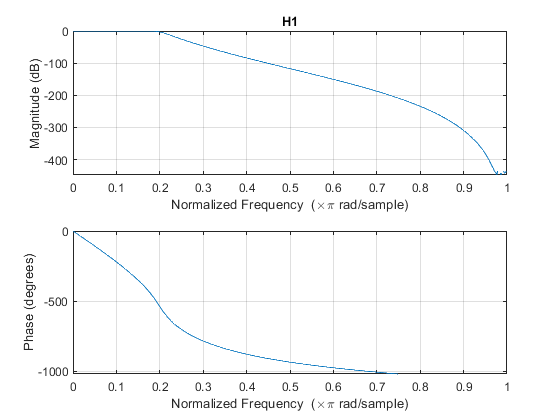 H1
Magnitude (dB)
0
-100
-200
-300
-400
0 0.1 0.2 0.3 0.4 0.5 0.6 0.7 0.8 0.9 1
Normalized Frequency (×π rad/sample)
Phase (degrees)
0
-500
-1000
0 0.1 0.2 0.3 0.4 0.5 0.6 0.7 0.8 0.9 1
Normalized Frequency (×π rad/sample)